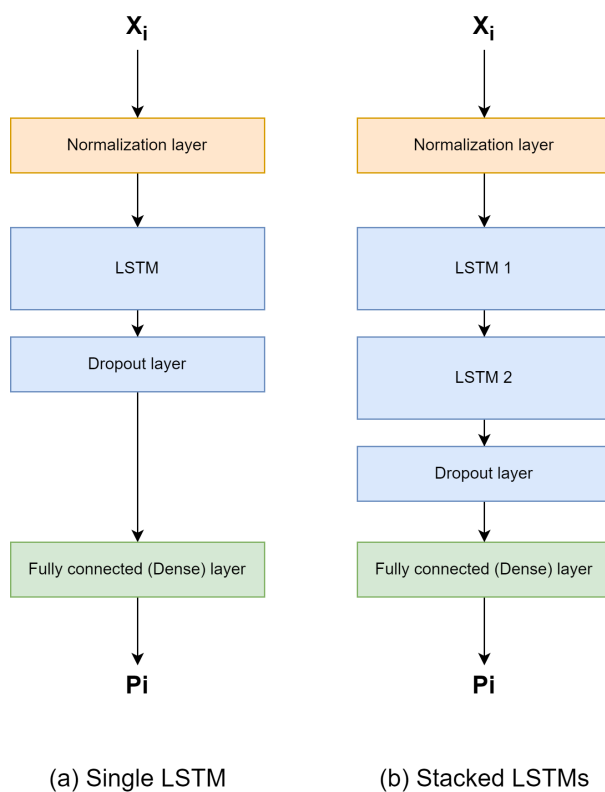 Xi
Normalization layer
LSTM
Dropout layer
Fully connected (Dense) layer
Pi
(a) Single LSTM
Xi
Normalization layer
LSTM 1
LSTM 2
Dropout layer
Fully connected (Dense) layer
Pi
(b) Stacked LSTMs